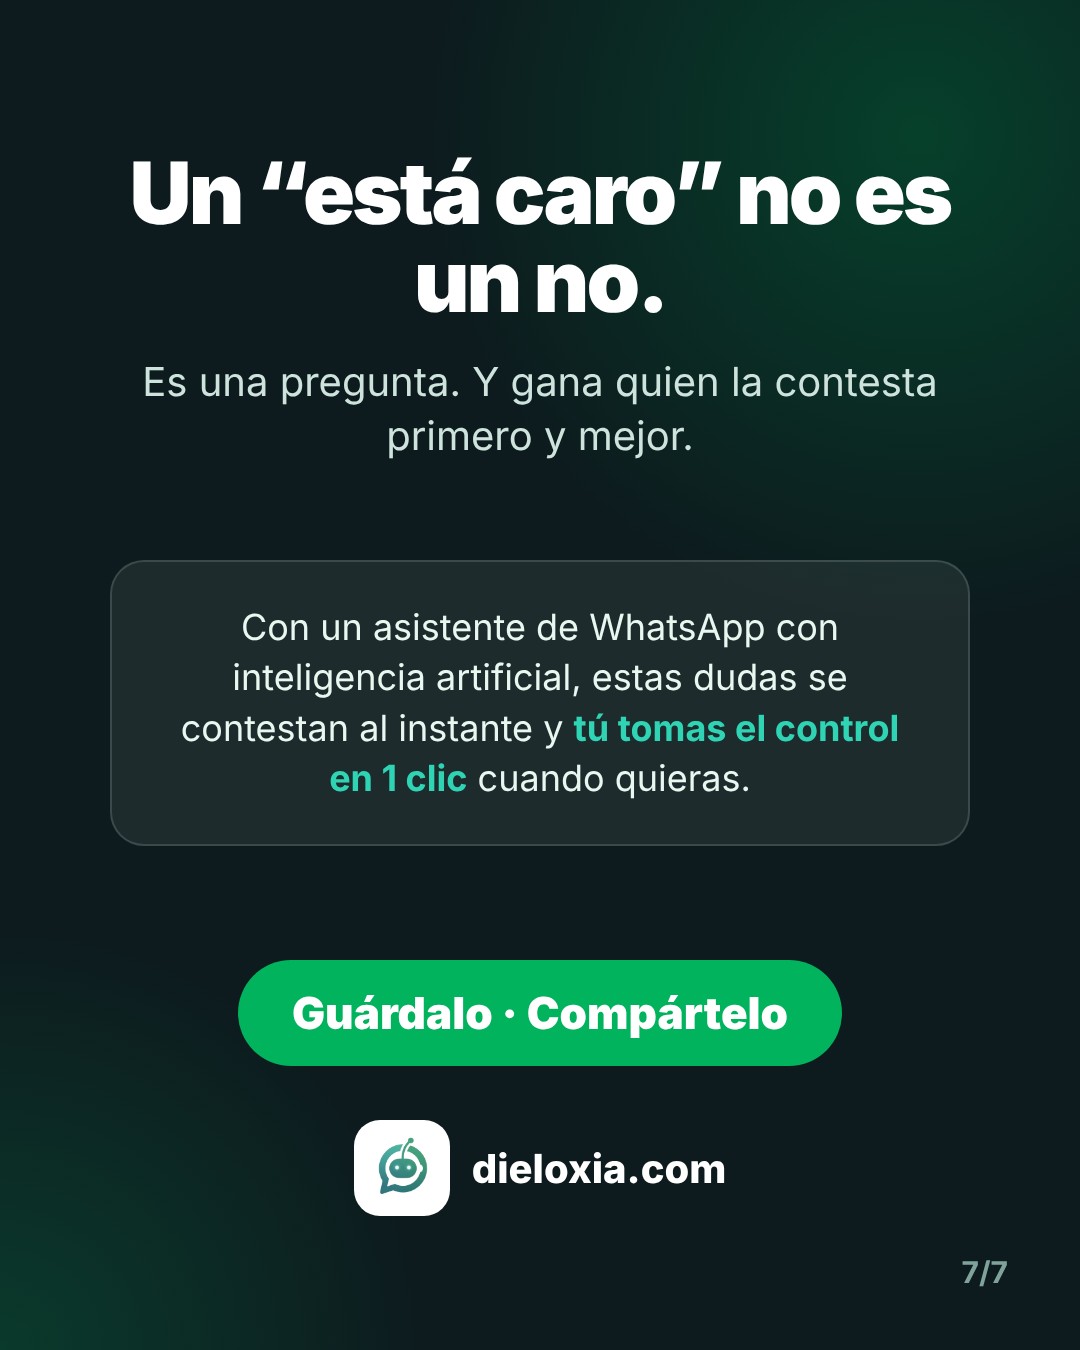 Un “está caro” no es
un no.
Es una pregunta. Y gana quien la contesta
primero y mejor.
Con un asistente de WhatsApp con
inteligencia artificial, estas dudas se
contestan al instante y tú tomas el control
en 1 clic cuando quieras.
Guárdalo · Compártelo
dieloxia.com
7/7